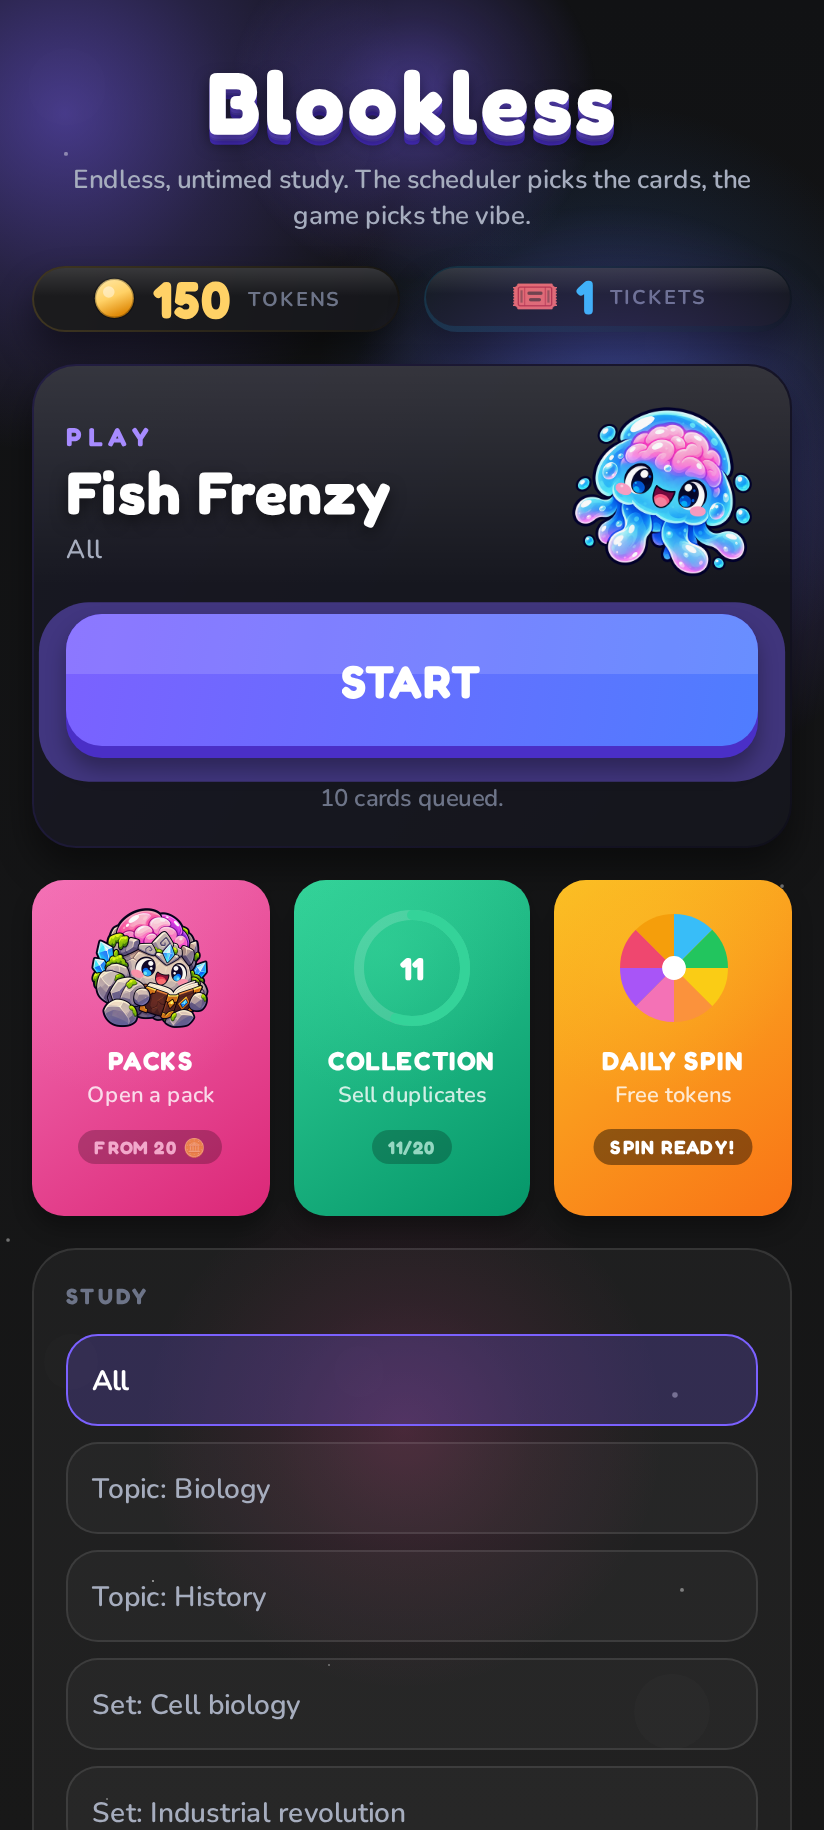 Blookless
Endless, untimed study. The scheduler picks the cards, the
game picks the vibe.
150 TOKENS
1 TICKETS
PLAY
Fish Frenzy
All
START
10 cards queued.
PACKS
Open a pack
FROM 20
11
COLLECTION
Sell duplicates
11/20
DAILY SPIN
Free tokens
SPIN READY!
STUDY
All
Topic: Biology
Topic: History
Set: Cell biology
Set: Industrial revolution